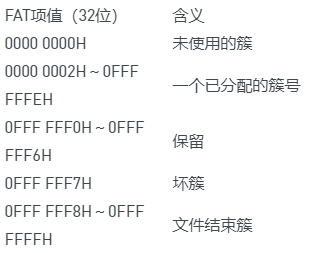 FAT项值（32位） 含义
0000 0000H 未使用的簇
0000 0002H ~ 0FFF FFFEH 一个已分配的簇号
0FFF FFF0H ~ 0FFF FFF6H 保留
0FFF FFF7H 坏簇
0FFF FFF8H ~ 0FFF FFFFH 文件结束簇